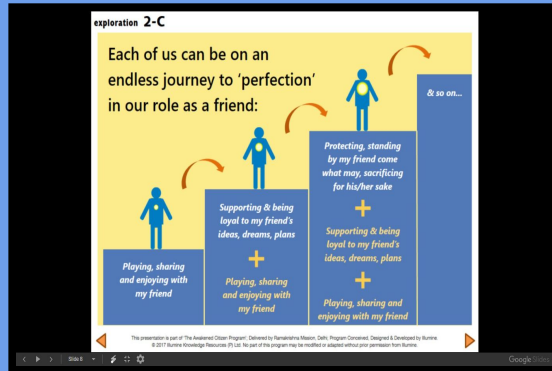 exploration 2-C
Each of us can be on an
endless journey to 'perfection'
in our role as a friend:
Playing, sharing
and enjoying with
my friend
Supporting & being
loyal to my friend's
ideas, dreams, plans
+
Playing, sharing
and enjoying with
my friend
Protecting, standing
by my friend come
what may, sacrificing
for his/her sake
+
Supporting & being
loyal to my friend's
ideas, dreams, plans
+
Playing, sharing and
enjoying with my friend
& so on...
This presentation is part of 'The Awakened Citizen Program', Delivered by Ramakrishna Mission, Delhi; Program Conceived, Designed & Developed by Illumine
© 2017 Illumine Knowledge Resources (P) Ltd. No part of this program may be modified or adapted without prior permission from Illumine.
Slide 8
Google Slides